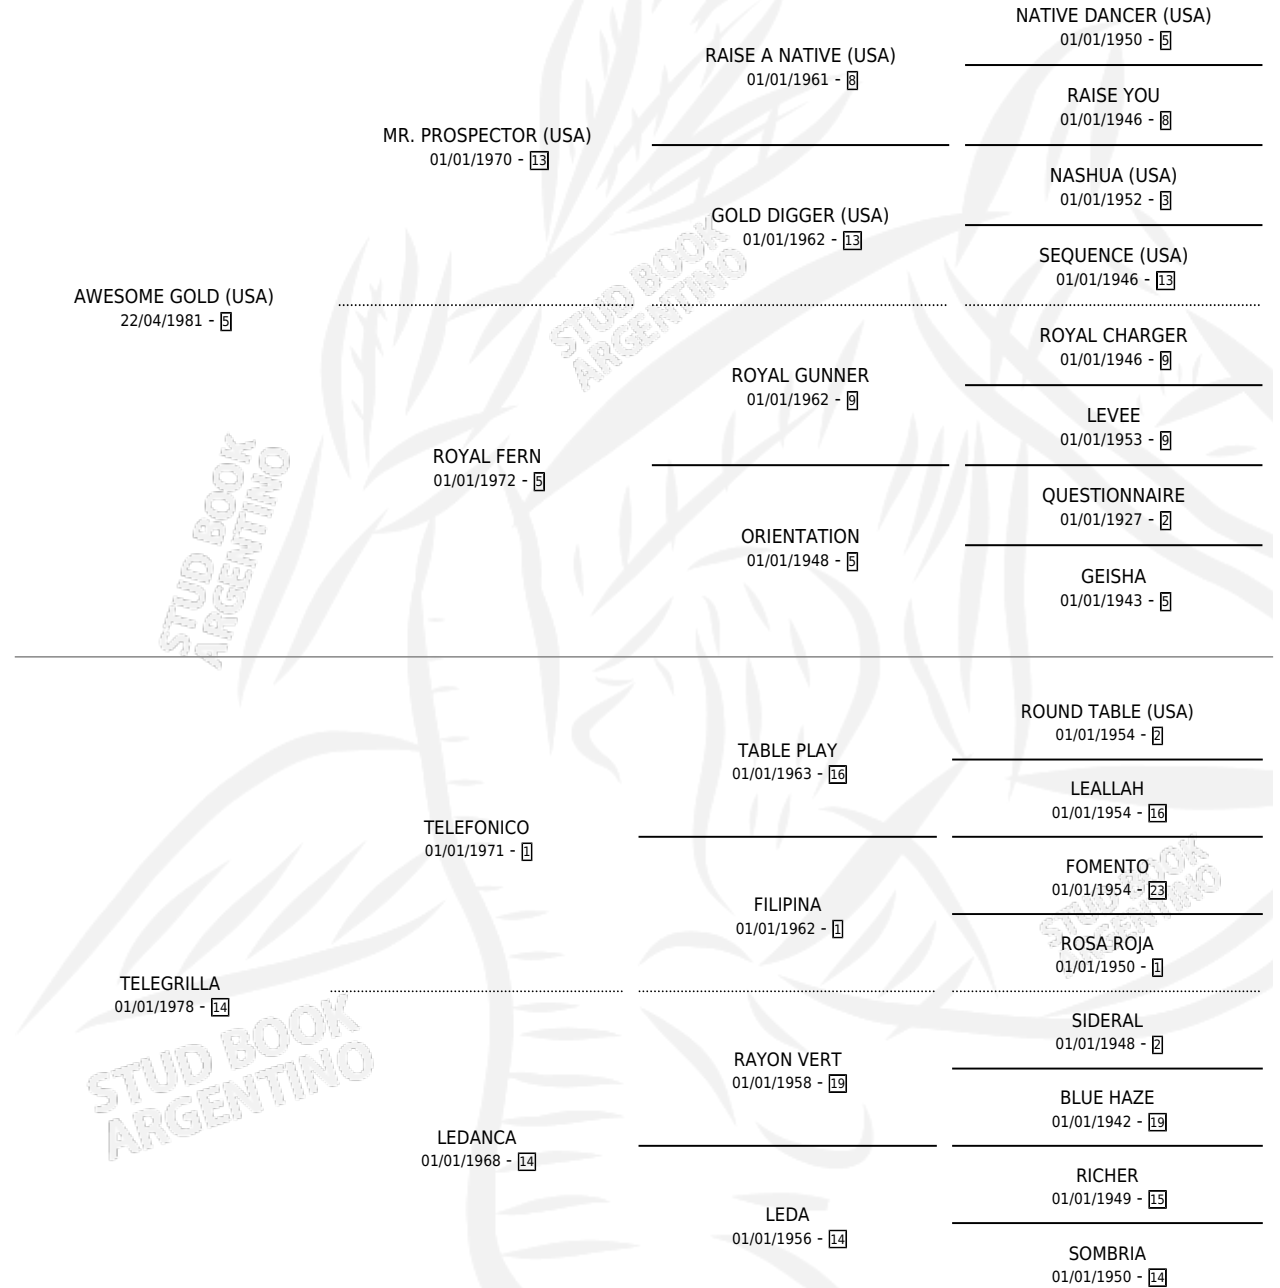 NATIVE DANCER (USA)
01/01/1950 - 5
RAISE A NATIVE (USA)
01/01/1961 - 8
RAISE YOU
01/01/1946 - 8
MR. PROSPECTOR (USA)
01/01/1970 - 13
NASHUA (USA)
01/01/1952 - 3
GOLD DIGGER (USA)
01/01/1962 - 13
SEQUENCE (USA)
01/01/1946 - 13
AWESOME GOLD (USA)
22/04/1981 - 5
STUD BOOK
ARGENTINO
ROYAL CHARGER
01/01/1946 - 9
ROYAL GUNNER
01/01/1962 - 9
LEVEE
01/01/1953 - 9
ROYAL FERN
01/01/1972 - 5
STUD BOOK
ARGENTINO
QUESTIONNAIRE
01/01/1927 - 2
ORIENTATION
01/01/1948 - 5
GEISHA
01/01/1943 - 5
ROUND TABLE (USA)
01/01/1954 - 2
TABLE PLAY
01/01/1963 - 16
LEALLAH
01/01/1954 - 16
TELEFONICO
01/01/1971 - 1
FOMENTO
01/01/1954 - 23
STUD BOOK
ARGENTINO
FILIPINA
01/01/1962 - 1
ROSA ROJA
01/01/1950 - 1
TELEGRILLA
01/01/1978 - 14
STUD BOOK
ARGENTINO
SIDERAL
01/01/1948 - 2
RAYON VERT
01/01/1958 - 19
BLUE HAZE
01/01/1942 - 19
LEDANCA
01/01/1968 - 14
RICHER
01/01/1949 - 15
LEDA
01/01/1956 - 14
SOMBRIA
01/01/1950 - 14